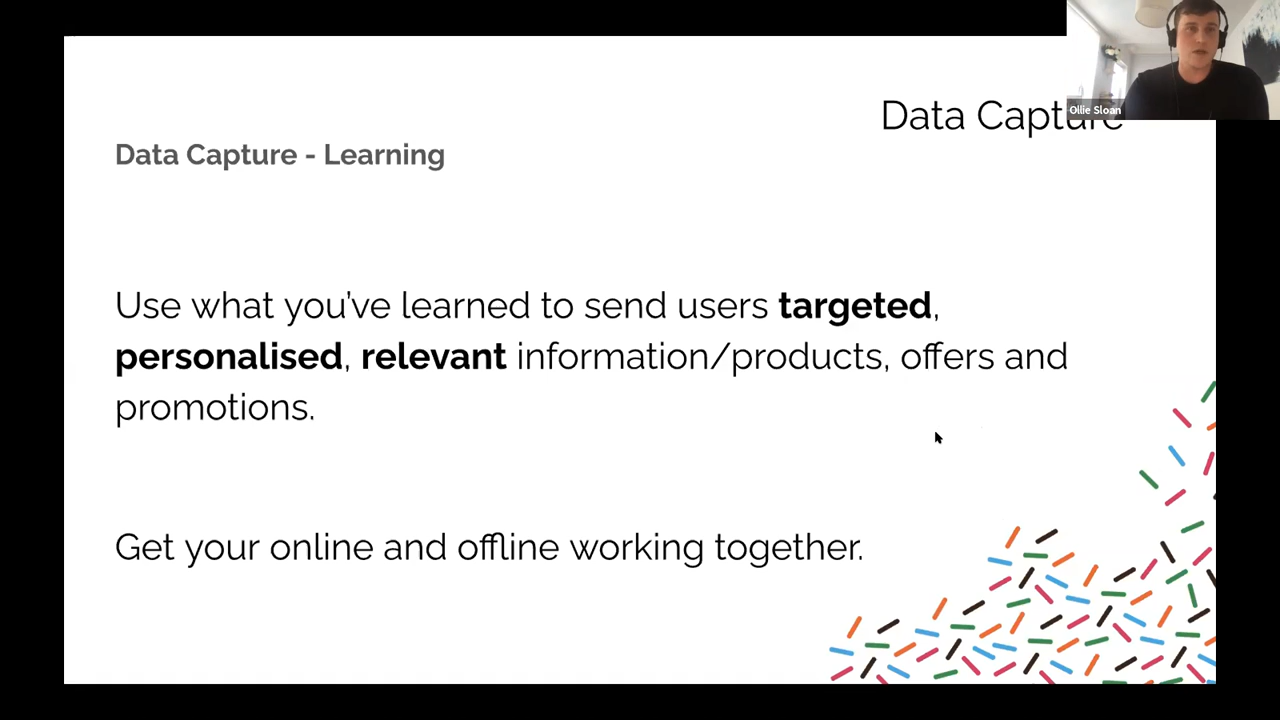 Data Capture
Ollie Sloan
Data Capture - Learning
Use what you've learned to send users targeted,
personalised, relevant information/products, offers and
promotions.
Get your online and offline working together.